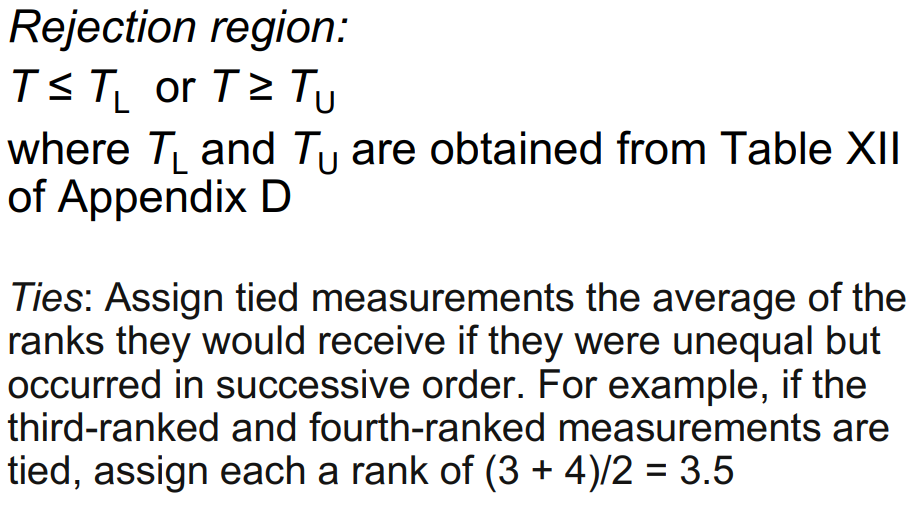 Rejection region:
T ≤ T_L or T ≥ T_U
where T_L and T_U are obtained from Table XII
of Appendix D
Ties: Assign tied measurements the average of the
ranks they would receive if they were unequal but
occurred in successive order. For example, if the
third-ranked and fourth-ranked measurements are
tied, assign each a rank of (3 + 4)/2 = 3.5